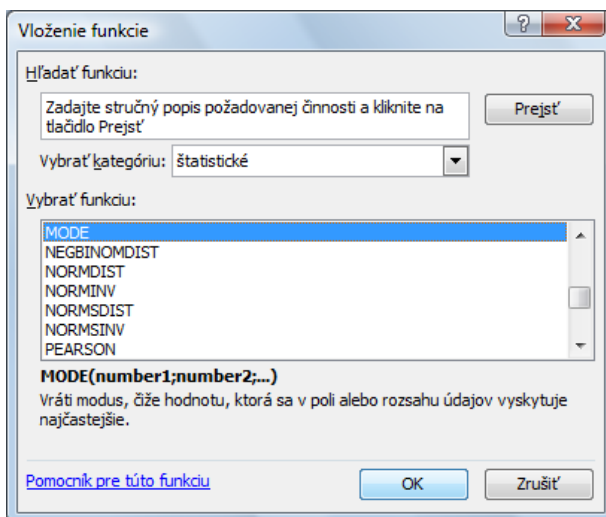 Vloženie funkcie
Hľadať funkciu:
Zadajte stručný popis požadovanej činnosti a kliknite na
tlačidlo Prejsť
Prejsť
Vybrať kategóriu: štatistické
Vybrať funkciu:
MODE
NEGBINOMDIST
NORMDIST
NORMINV
NORMSDIST
NORMSINV
PEARSON
MODE(number1;number2;...)
Vráti modus, čiže hodnotu, ktorá sa v poli alebo rozsahu údajov vyskytuje
najčastejšie.
Pomocník pre túto funkciu
OK
Zrušiť